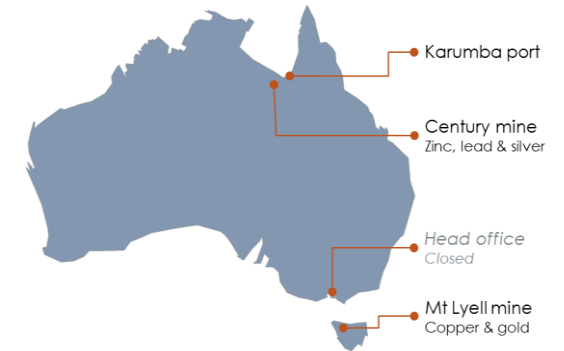 Karumba port
Century mine
Zinc, lead & silver
Head office
Closed
Mt Lyell mine
Copper & gold